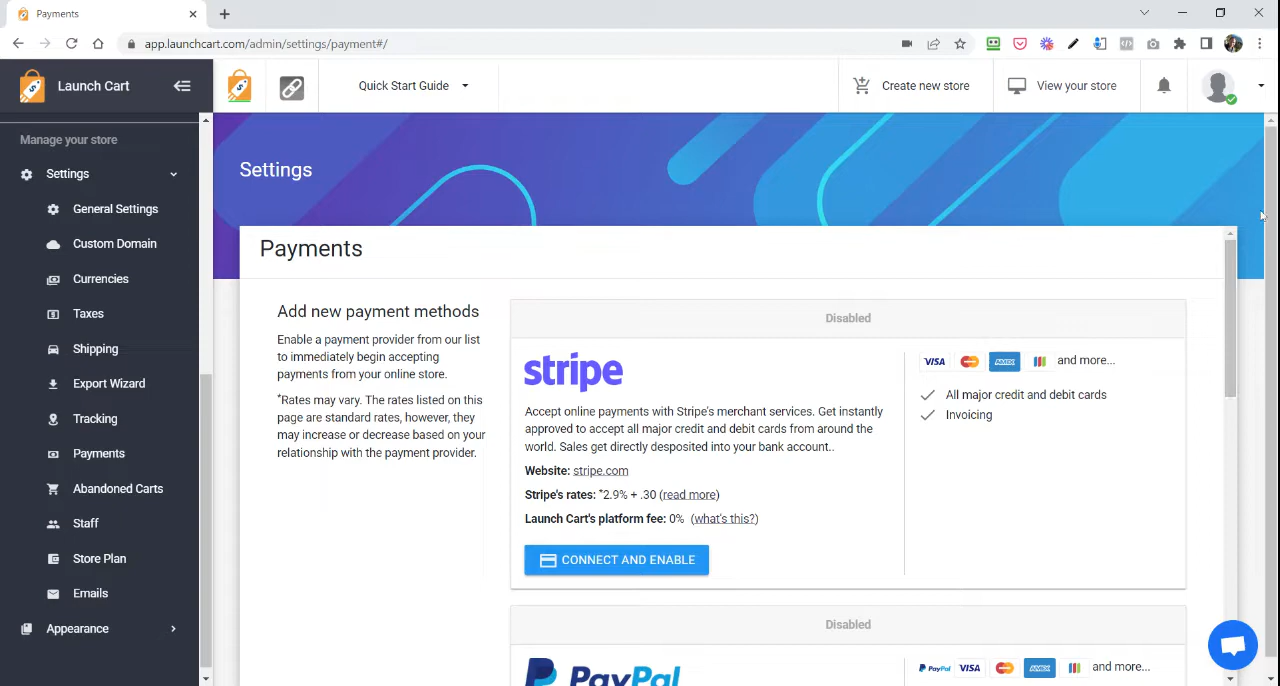 Payments
app.launchcart.com/admin/settings/payment#/
Launch Cart
Quick Start Guide
Create new store
View your store
Manage your store
Settings
General Settings
Custom Domain
Currencies
Taxes
Shipping
Export Wizard
Tracking
Payments
Abandoned Carts
Staff
Store Plan
Emails
Appearance
Settings
Payments
Add new payment methods
Enable a payment provider from our list
to immediately begin accepting
payments from your online store.
*Rates may vary. The rates listed on this
page are standard rates, however, they
may increase or decrease based on your
relationship with the payment provider.
Disabled
stripe
Accept online payments with Stripe's merchant services. Get instantly
approved to accept all major credit and debit cards from around the
world. Sales get directly desposited into your bank account..
Website: stripe.com
Stripe's rates: *2.9% + .30 (read more)
Launch Cart's platform fee: 0% (what's this?)
CONNECT AND ENABLE
VISA AMEX and more...
All major credit and debit cards
Invoicing
Disabled
PayPal
PayPal VISA AMEX and more...